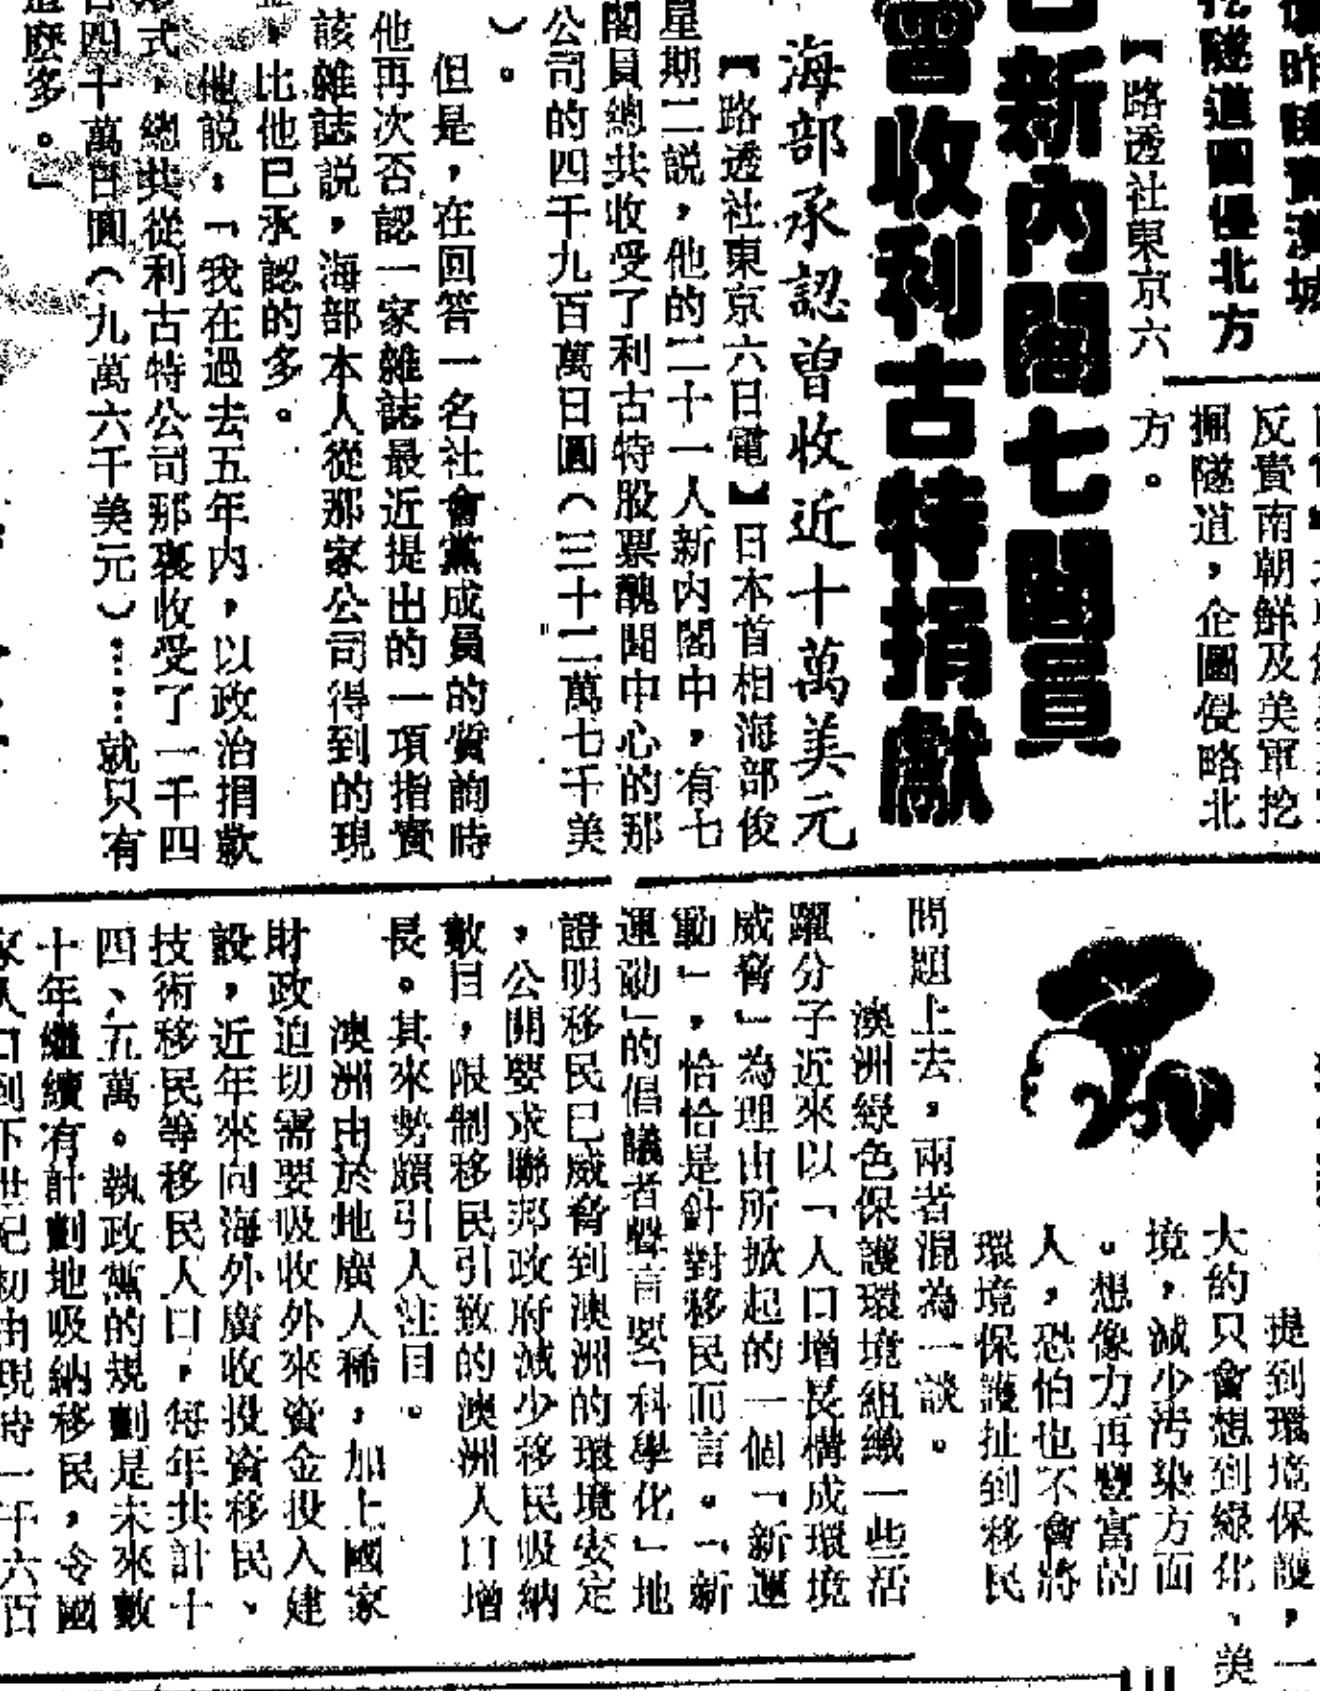 挖隧道圖侵北方
【路透社東京六
反責南朝鮮及美軍挖
掘隧道，企圖侵略北
方。
新內閣七閣員
曾收利古特捐獻
海部承認曾收近十萬美元
【路透社東京六日電】日本首相海部俊
星期二説，他的二十一人新內閣中，有七
閣員總共收受了利古特股票醜聞中心的那
公司的四千九百萬日圓（三十二萬七千美
）。
但是，在回答一名社會黨成員的質詢時
他再次否認一家雜誌最近提出的一項指責
該雜誌説，海部本人從那家公司得到的現
，比他已承認的多。
他説：「我在過去五年內，以政治捐款
式，總共從利古特公司那裏收受了一千四
百四十萬日圓（九萬六千美元）……就只有
這麽多。」
提到環境保護，一
大約只會想到綠化、美
境，減少汚染方面
。想像力再豐富的
人，恐怕也不會將
環境保護扯到移民
問題上去，兩者混為一談。
澳洲綠色保護環境組織一些活
躍分子近來以「人口增長構成環境
威脅」為理由所掀起的一個「新運
動」，恰恰是針對移民而言。「新
運動」的倡議者聲言要「科學化」地
證明移民已威脅到澳洲的環境安定
，公開要求聯邦政府減少移民吸納
數目，限制移民引致的澳洲人口增
長。其來勢頗引人注目。
澳洲由於地廣人稀，加上國家
財政迫切需要吸收外來資金投入建
設，近年來向海外廣收投資移民、
技術移民等移民人口，每年共計十
四、五萬。執政黨的規劃是未來數
十年繼續有計劃地吸納移民，令國
家人口到下世紀初由現時一千六百